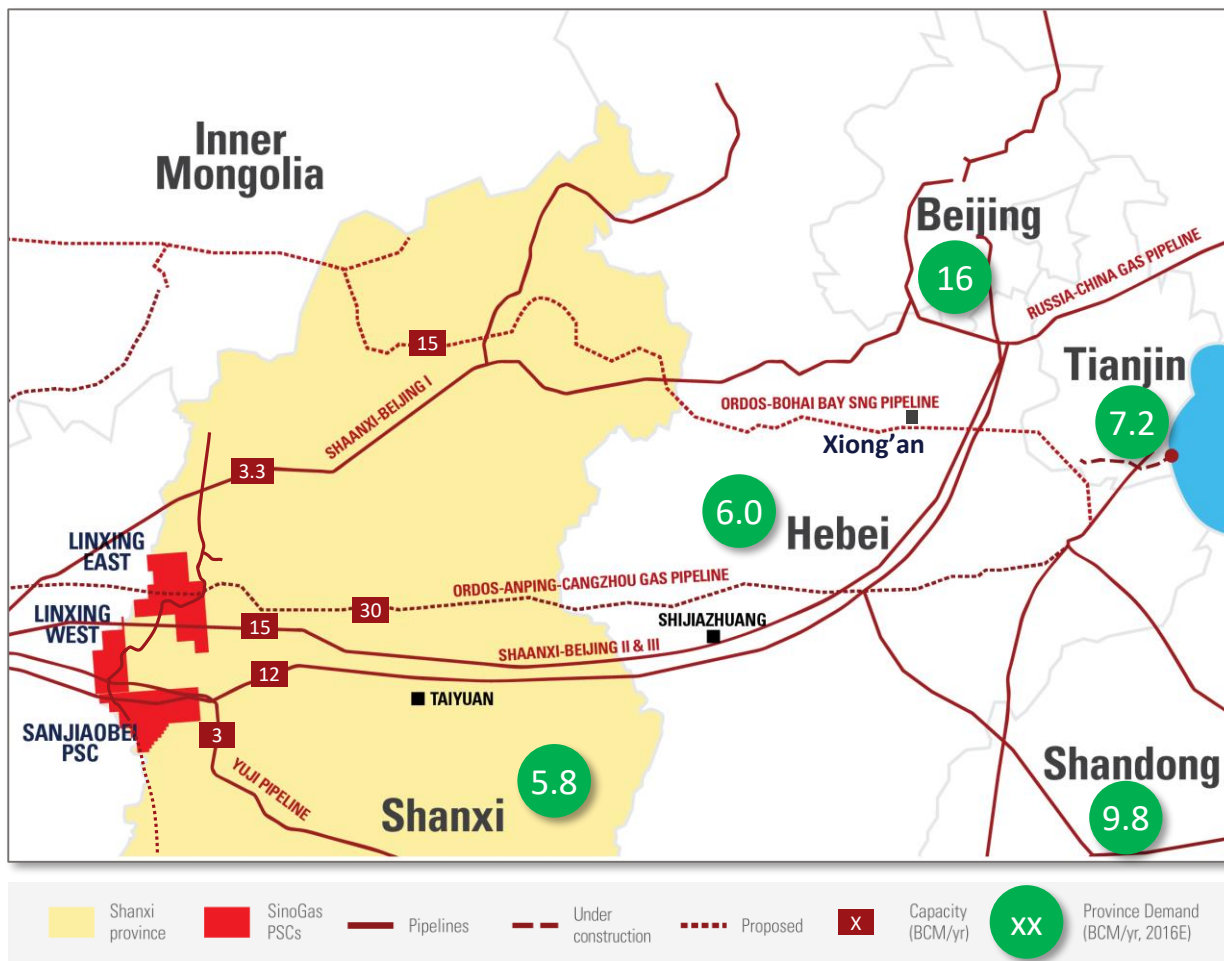 Inner
Mongolia
Beijing
16
RUSSIA-CHINA GAS PIPELINE
15
Tianjin
7.2
SHAANXI-BEIJING I
ORDOS-BOHAI BAY SNG PIPELINE
Xiong’an
3.3
6.0
Hebei
LINXING
EAST
ORDOS-ANPING-CANGZHOU GAS PIPELINE
30
LINXING
WEST
15
SHIJIAZHUANG
SHAANXI-BEIJING II & III
12
TAIYUAN
SANJIAOBEI
PSC
3
YUJI PIPELINE
5.8
Shanxi
Shandong
9.8
Shanxi
province
SinoGas
PSCs
Pipelines
Under
construction
Proposed
X
Capacity
(BCM/yr)
xx
Province Demand
(BCM/yr, 2016E)